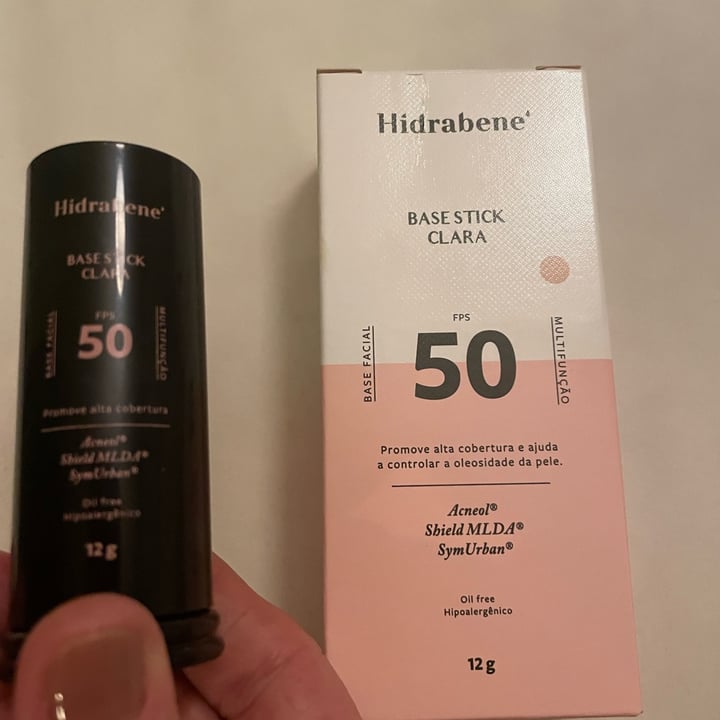 Hidrabene
BASE STICK
CLARA
FPS
50
BASE FACIAL
MULTIFUNÇÃO
Promove alta cobertura
Acneol®
Shield MLDA®
SymUrban®
Oil free
Hipoalergênico
12g
Hidrabene
BASE STICK
CLARA
FPS
50
BASE FACIAL
MULTIFUNÇÃO
Promove alta cobertura e ajuda
a controlar a oleosidade da pele.
Acneol®
Shield MLDA®
SymUrban®
Oil free
Hipoalergênico
12g